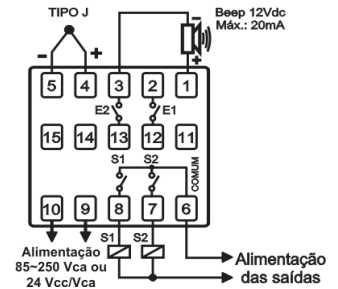 TIPO J
Beep 12Vdc
Máx.: 20mA
- + - +
5 4 3 2 1
E2 E1
15 14 13 12 11
S1 S2
COMUM
10 9 8 7 6
S1 S2
Alimentação
85~250 Vca ou
24 Vcc/Vca
Alimentação
das saídas